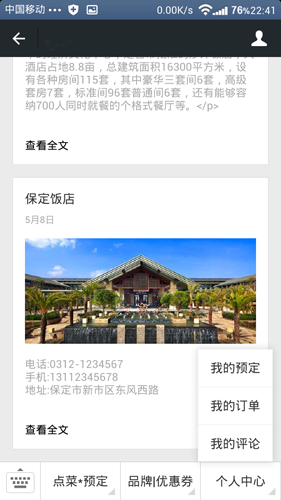 中国移动 22:41
酒店占地8.8亩，总建筑面积16300平方米，设
有各种房间115套，其中豪华三套间6套，高级
套房7套，标准间96套普通间6套，还有能够容
纳700人同时就餐的个格式餐厅等。</p>
查看全文
保定饭店
5月8日
电话:0312-1234567
手机:13112345678
地址:保定市新市区东风西路
查看全文
我的预定
我的订单
我的评论
点菜*预定 品牌|优惠券 个人中心